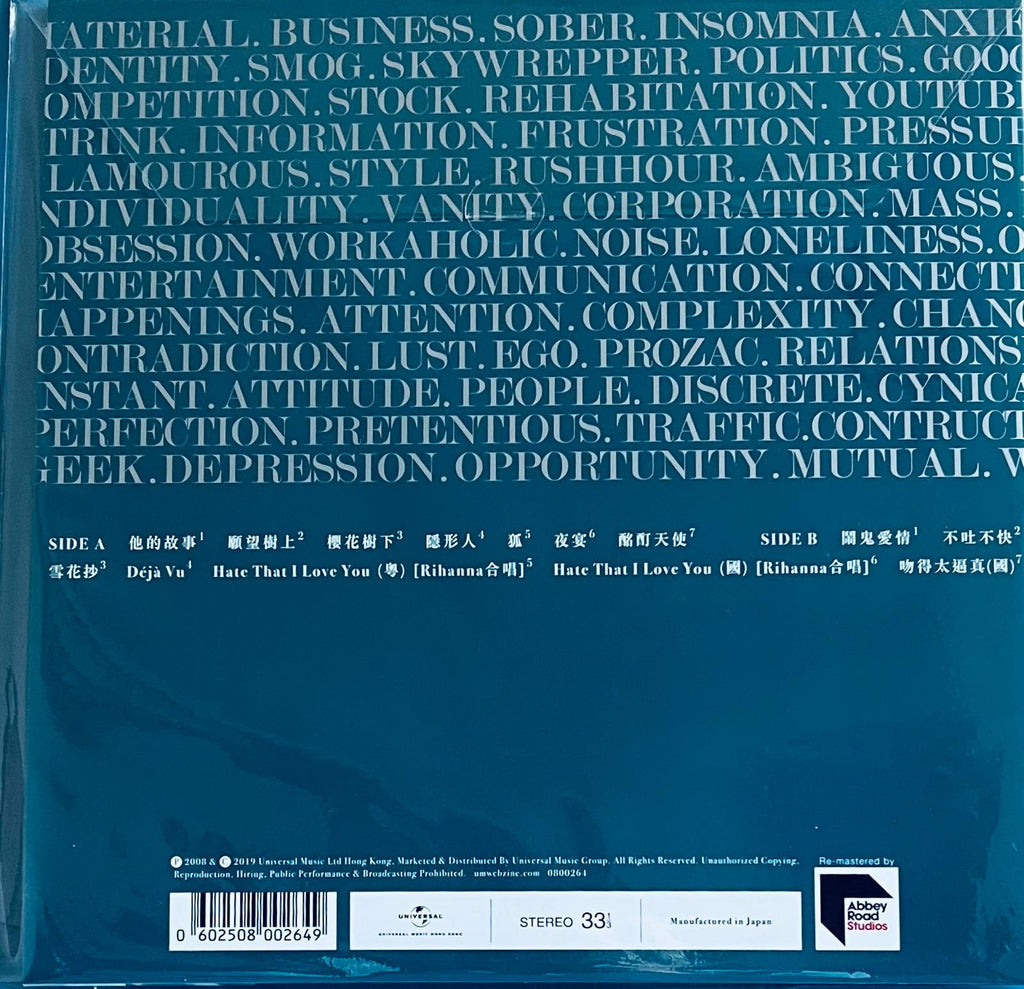 MATERIAL. BUSINESS. SOBER. INSOMNIA. ANXIE
DENTITY. SMOG. SKYWREPPER. POLITICS. GOOG
OMPETITION. STOCK. REHABITATION. YOUTUB
TRINK. INFORMATION. FRUSTRATION. PRESSUR
LAMOUROUS. STYLE. RUSHHOUR. AMBIGUOUS.
NDIVIDUALITY. VANITY. CORPORATION. MASS.
OBSESSION. WORKAHOLIC. NOISE. LONELINESS. O
ENTERTAINMENT. COMMUNICATION. CONNECTI
HAPPENINGS. ATTENTION. COMPLEXITY. CHANG
ONTRADICTION. LUST. EGO. PROZAC. RELATIONS
NSTANT. ATTITUDE. PEOPLE. DISCRETE. CYNICA
PERFECTION. PRETENTIOUS. TRAFFIC. CONTRUCT
GEEK. DEPRESSION. OPPORTUNITY. MUTUAL. W
SIDE A 他的故事1 願望樹上2 櫻花樹下3 隱形人4 狐5 夜宴6 酩酊天使7 SIDE B 鬧鬼愛情1 不吐不快2
雪花抄3 Déjà Vu4 Hate That I Love You (粵) [Rihanna合唱]5 Hate That I Love You (國) [Rihanna合唱]6 吻得太逼真(國)7
Ⓟ 2008 & © 2019 Universal Music Ltd Hong Kong. Marketed & Distributed By Universal Music Group. All Rights Reserved. Unauthorized Copying,
Reproduction, Hiring, Public Performance & Broadcasting Prohibited. umwebzine.com 0800264
Re-mastered by
Abbey
Road
Studios
0 602508 002649
UNIVERSAL
UNIVERSAL MUSIC HONG KONG
STEREO 33 1/3
Manufactured in Japan